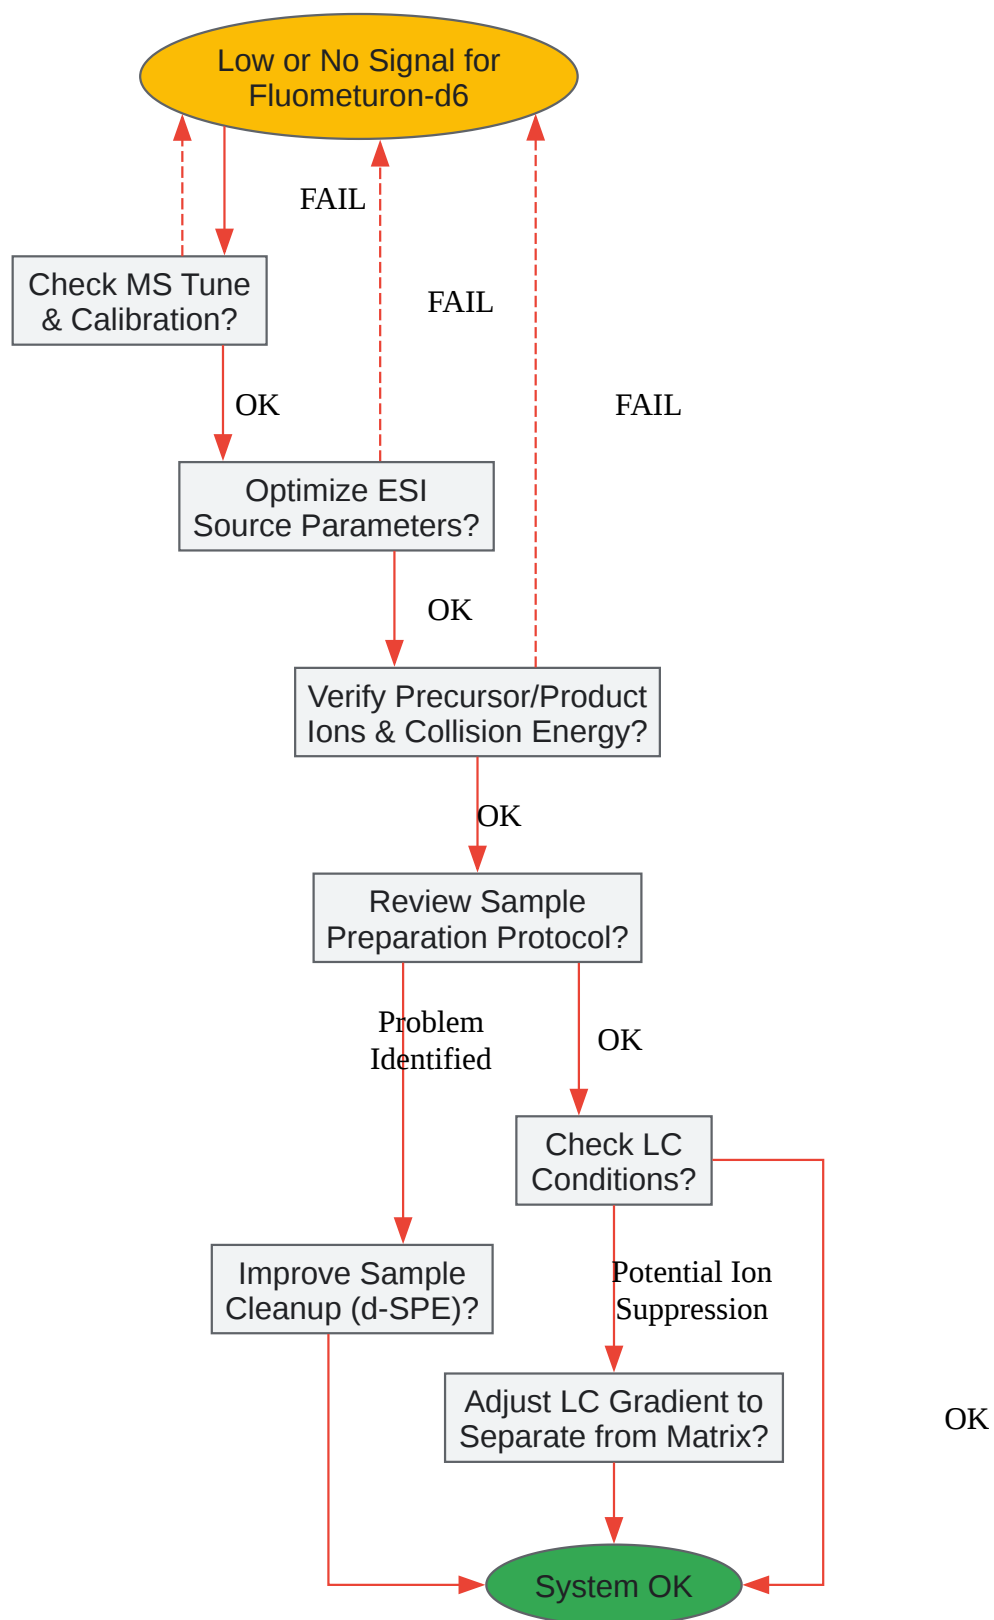 Low or No Signal for
Fluometuron-d6
FAIL
Check MS Tune
& Calibration?
FAIL
OK
FAIL
Optimize ESI
Source Parameters?
OK
Verify Precursor/Product
Ions & Collision Energy?
OK
Review Sample
Preparation Protocol?
Problem
Identified
OK
Check LC
Conditions?
Improve Sample
Cleanup (d-SPE)?
Potential Ion
Suppression
Adjust LC Gradient to
Separate from Matrix?
OK
System OK